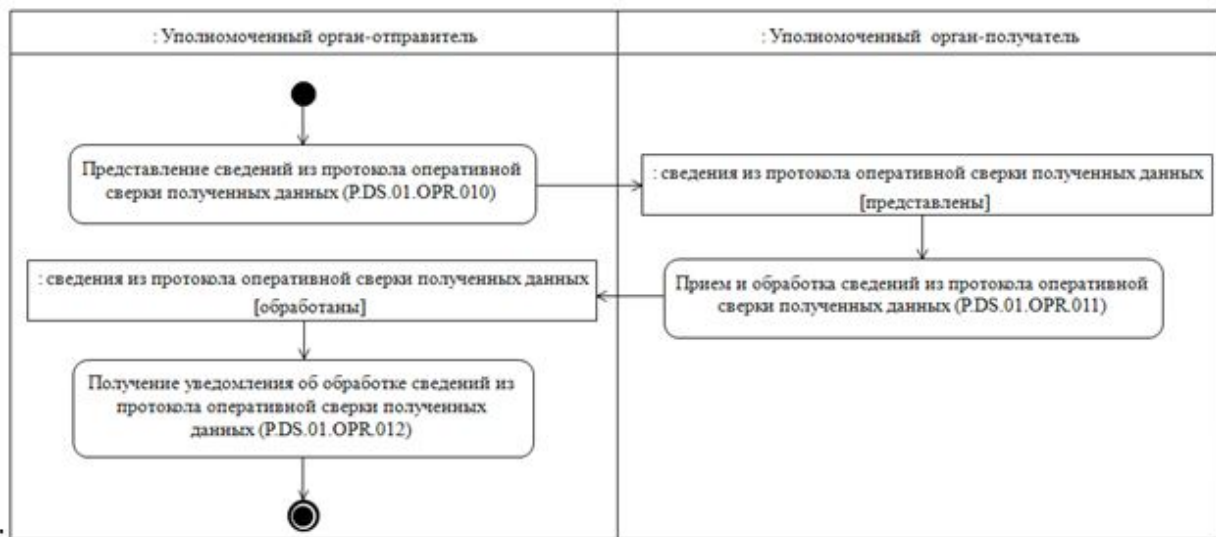 : Уполномоченный орган-отправитель
: Уполномоченный орган-получатель
Представление сведений из протокола оперативной
сверки полученных данных (P.DS.01.OPR.010)
: сведения из протокола оперативной сверки полученных данных
[представлены]
: сведения из протокола оперативной сверки полученных данных
[обработаны]
Прием и обработка сведений из протокола оперативной
сверки полученных данных (P.DS.01.OPR.011)
Получение уведомления об обработке сведений из
протокола оперативной сверки полученных
данных (P.DS.01.OPR.012)